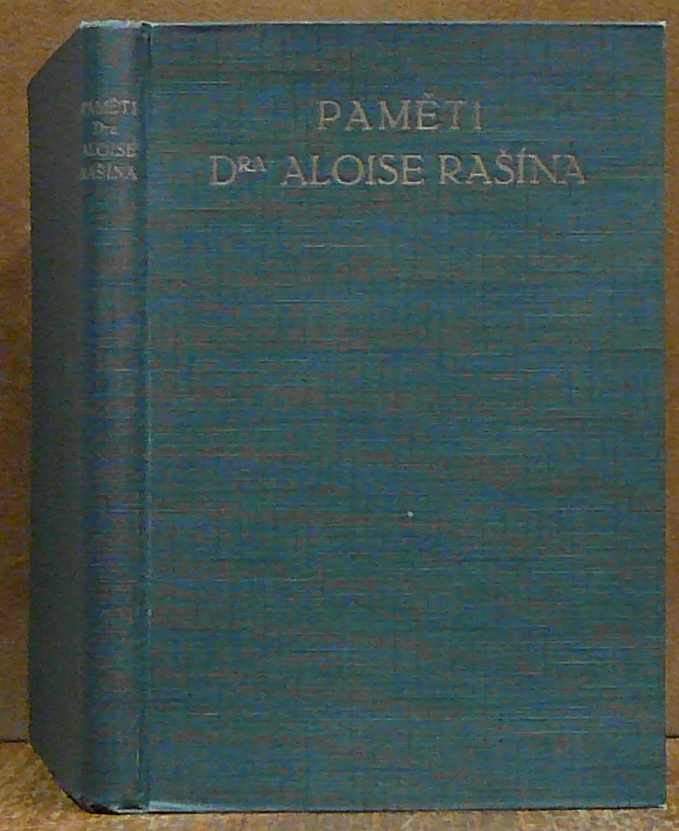 PAMĚTI
DRA ALOISE RAŠÍNA
PAMĚTI
Dra
ALOISE
RAŠÍNA